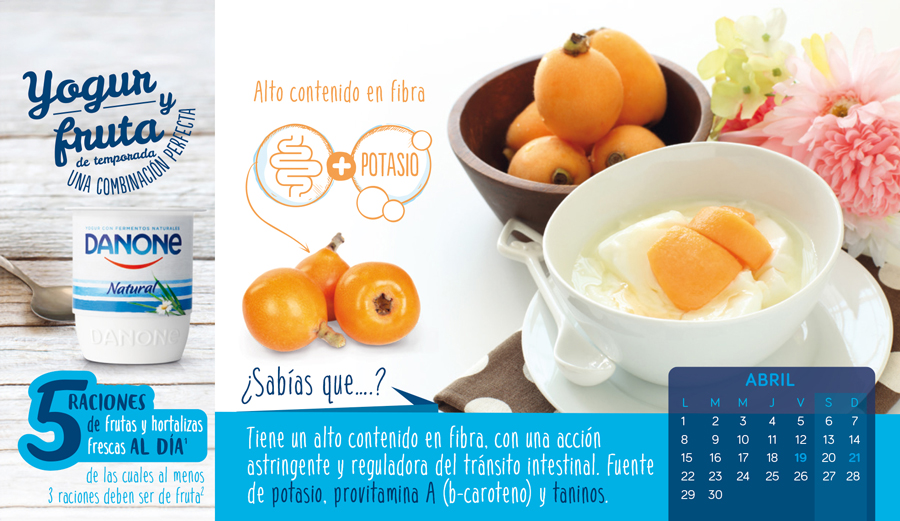 Yogur y
fruta
de temporada
UNA COMBINACIÓN PERFECTA
YOGUR CON FERMENTOS NATURALES
DANONE
Natural
DANONE
5 RACIONES
de frutas y hortalizas
frescas AL DÍA¹
de las cuales al menos
3 raciones deben ser de fruta²
Alto contenido en fibra
+ POTASIO
¿Sabías que....?
Tiene un alto contenido en fibra, con una acción
astringente y reguladora del tránsito intestinal. Fuente
de potasio, provitamina A (b-caroteno) y taninos.
ABRIL
L M M J V S D
1 2 3 4 5 6 7
8 9 10 11 12 13 14
15 16 17 18 19 20 21
22 23 24 25 26 27 28
29 30